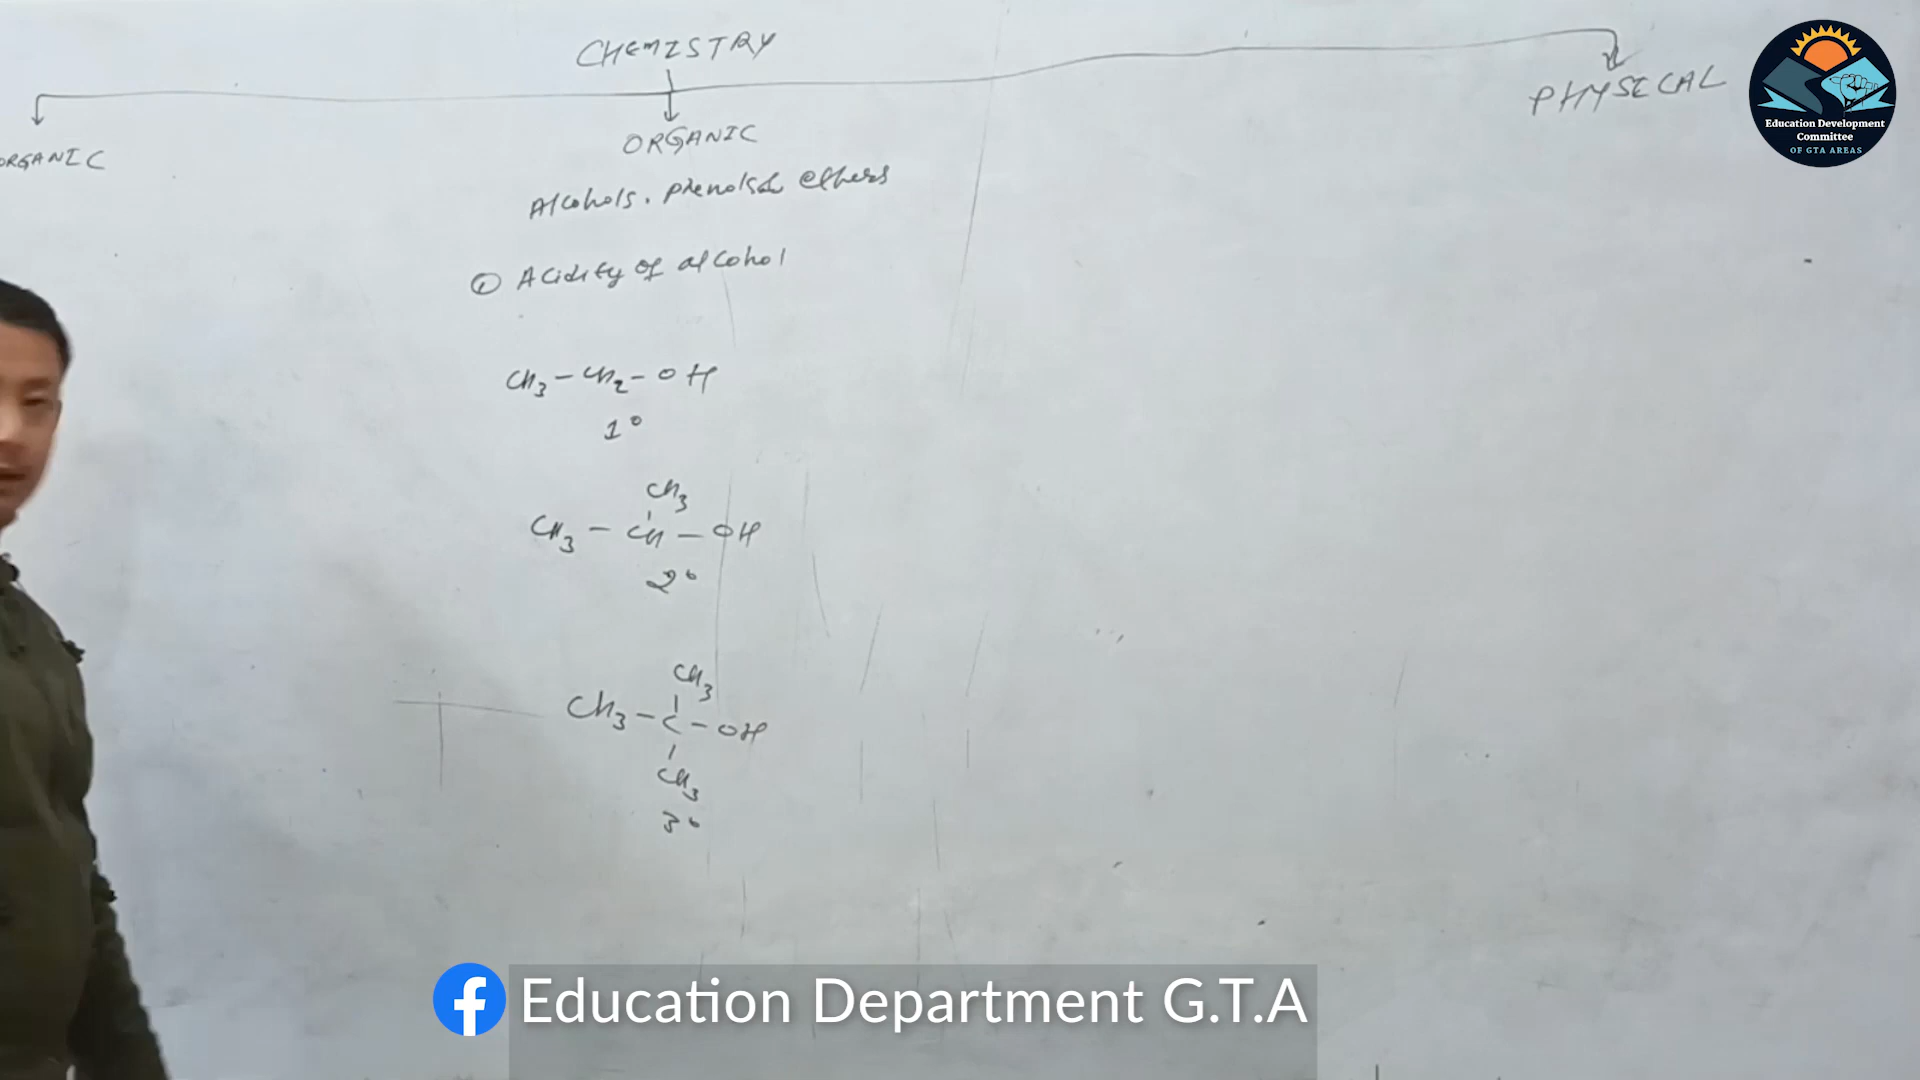 CHEMISTRY
ORGANIC
ORGANIC
PHYSICAL
Alcohols, phenols & ethers
① Acidity of alcohol
CH₃ – CH₂ – OH
1°
CH₃
CH₃ – CH – OH
2°
CH₃
CH₃ – C – OH
CH₃
3°
Education Development
Committee
OF GTA AREAS
Education Department G.T.A